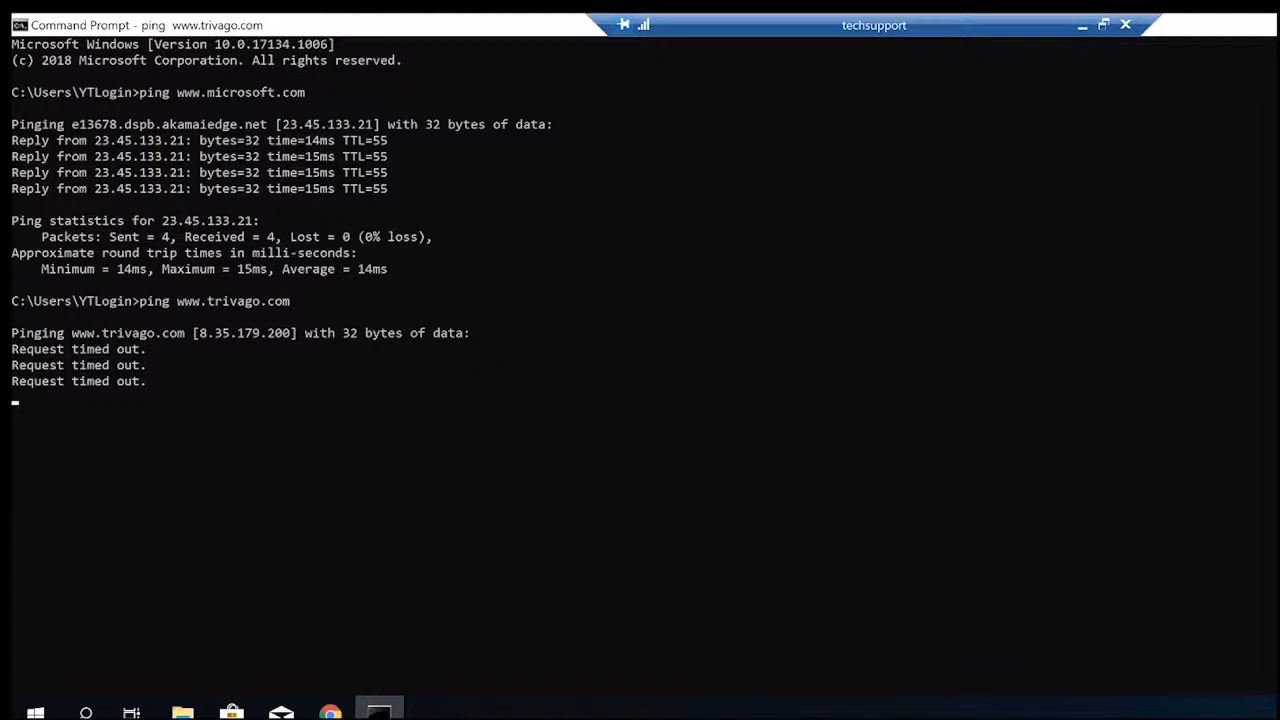 Command Prompt - ping  www.trivago.com
techsupport
Microsoft Windows [Version 10.0.17134.1006]
(c) 2018 Microsoft Corporation. All rights reserved.
C:\Users\YTLogin>ping www.microsoft.com
Pinging e13678.dspb.akamaiedge.net [23.45.133.21] with 32 bytes of data:
Reply from 23.45.133.21: bytes=32 time=14ms TTL=55
Reply from 23.45.133.21: bytes=32 time=15ms TTL=55
Reply from 23.45.133.21: bytes=32 time=15ms TTL=55
Reply from 23.45.133.21: bytes=32 time=15ms TTL=55
Ping statistics for 23.45.133.21:
    Packets: Sent = 4, Received = 4, Lost = 0 (0% loss),
Approximate round trip times in milli-seconds:
    Minimum = 14ms, Maximum = 15ms, Average = 14ms
C:\Users\YTLogin>ping www.trivago.com
Pinging www.trivago.com [8.35.179.200] with 32 bytes of data:
Request timed out.
Request timed out.
Request timed out.